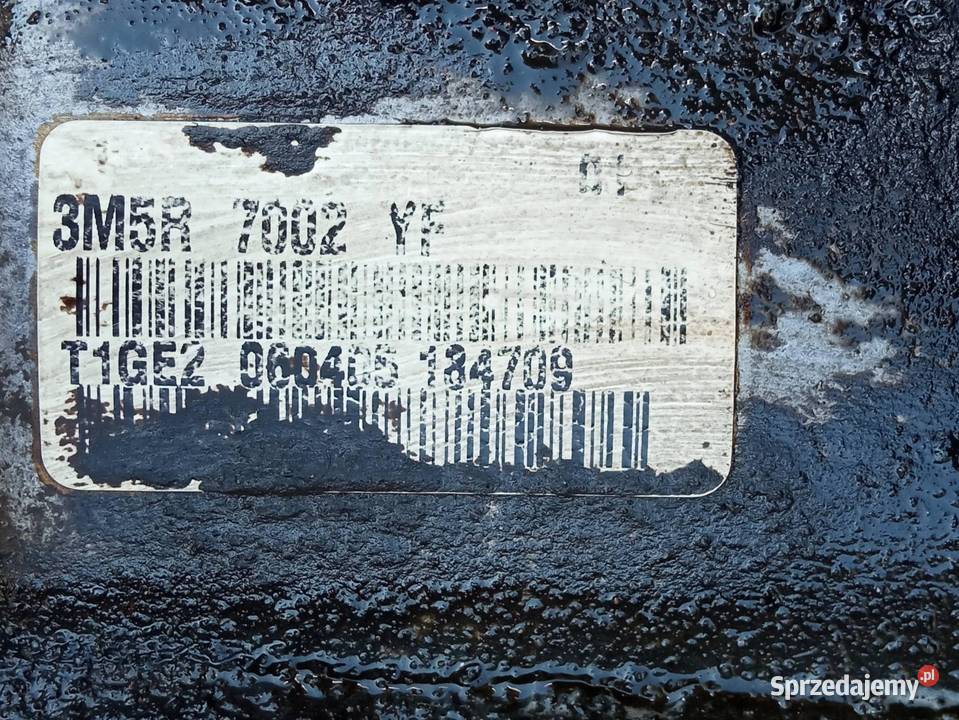 3M5R 7002 YF
T1GE2 060405 184709
Sprzedajemy.pl